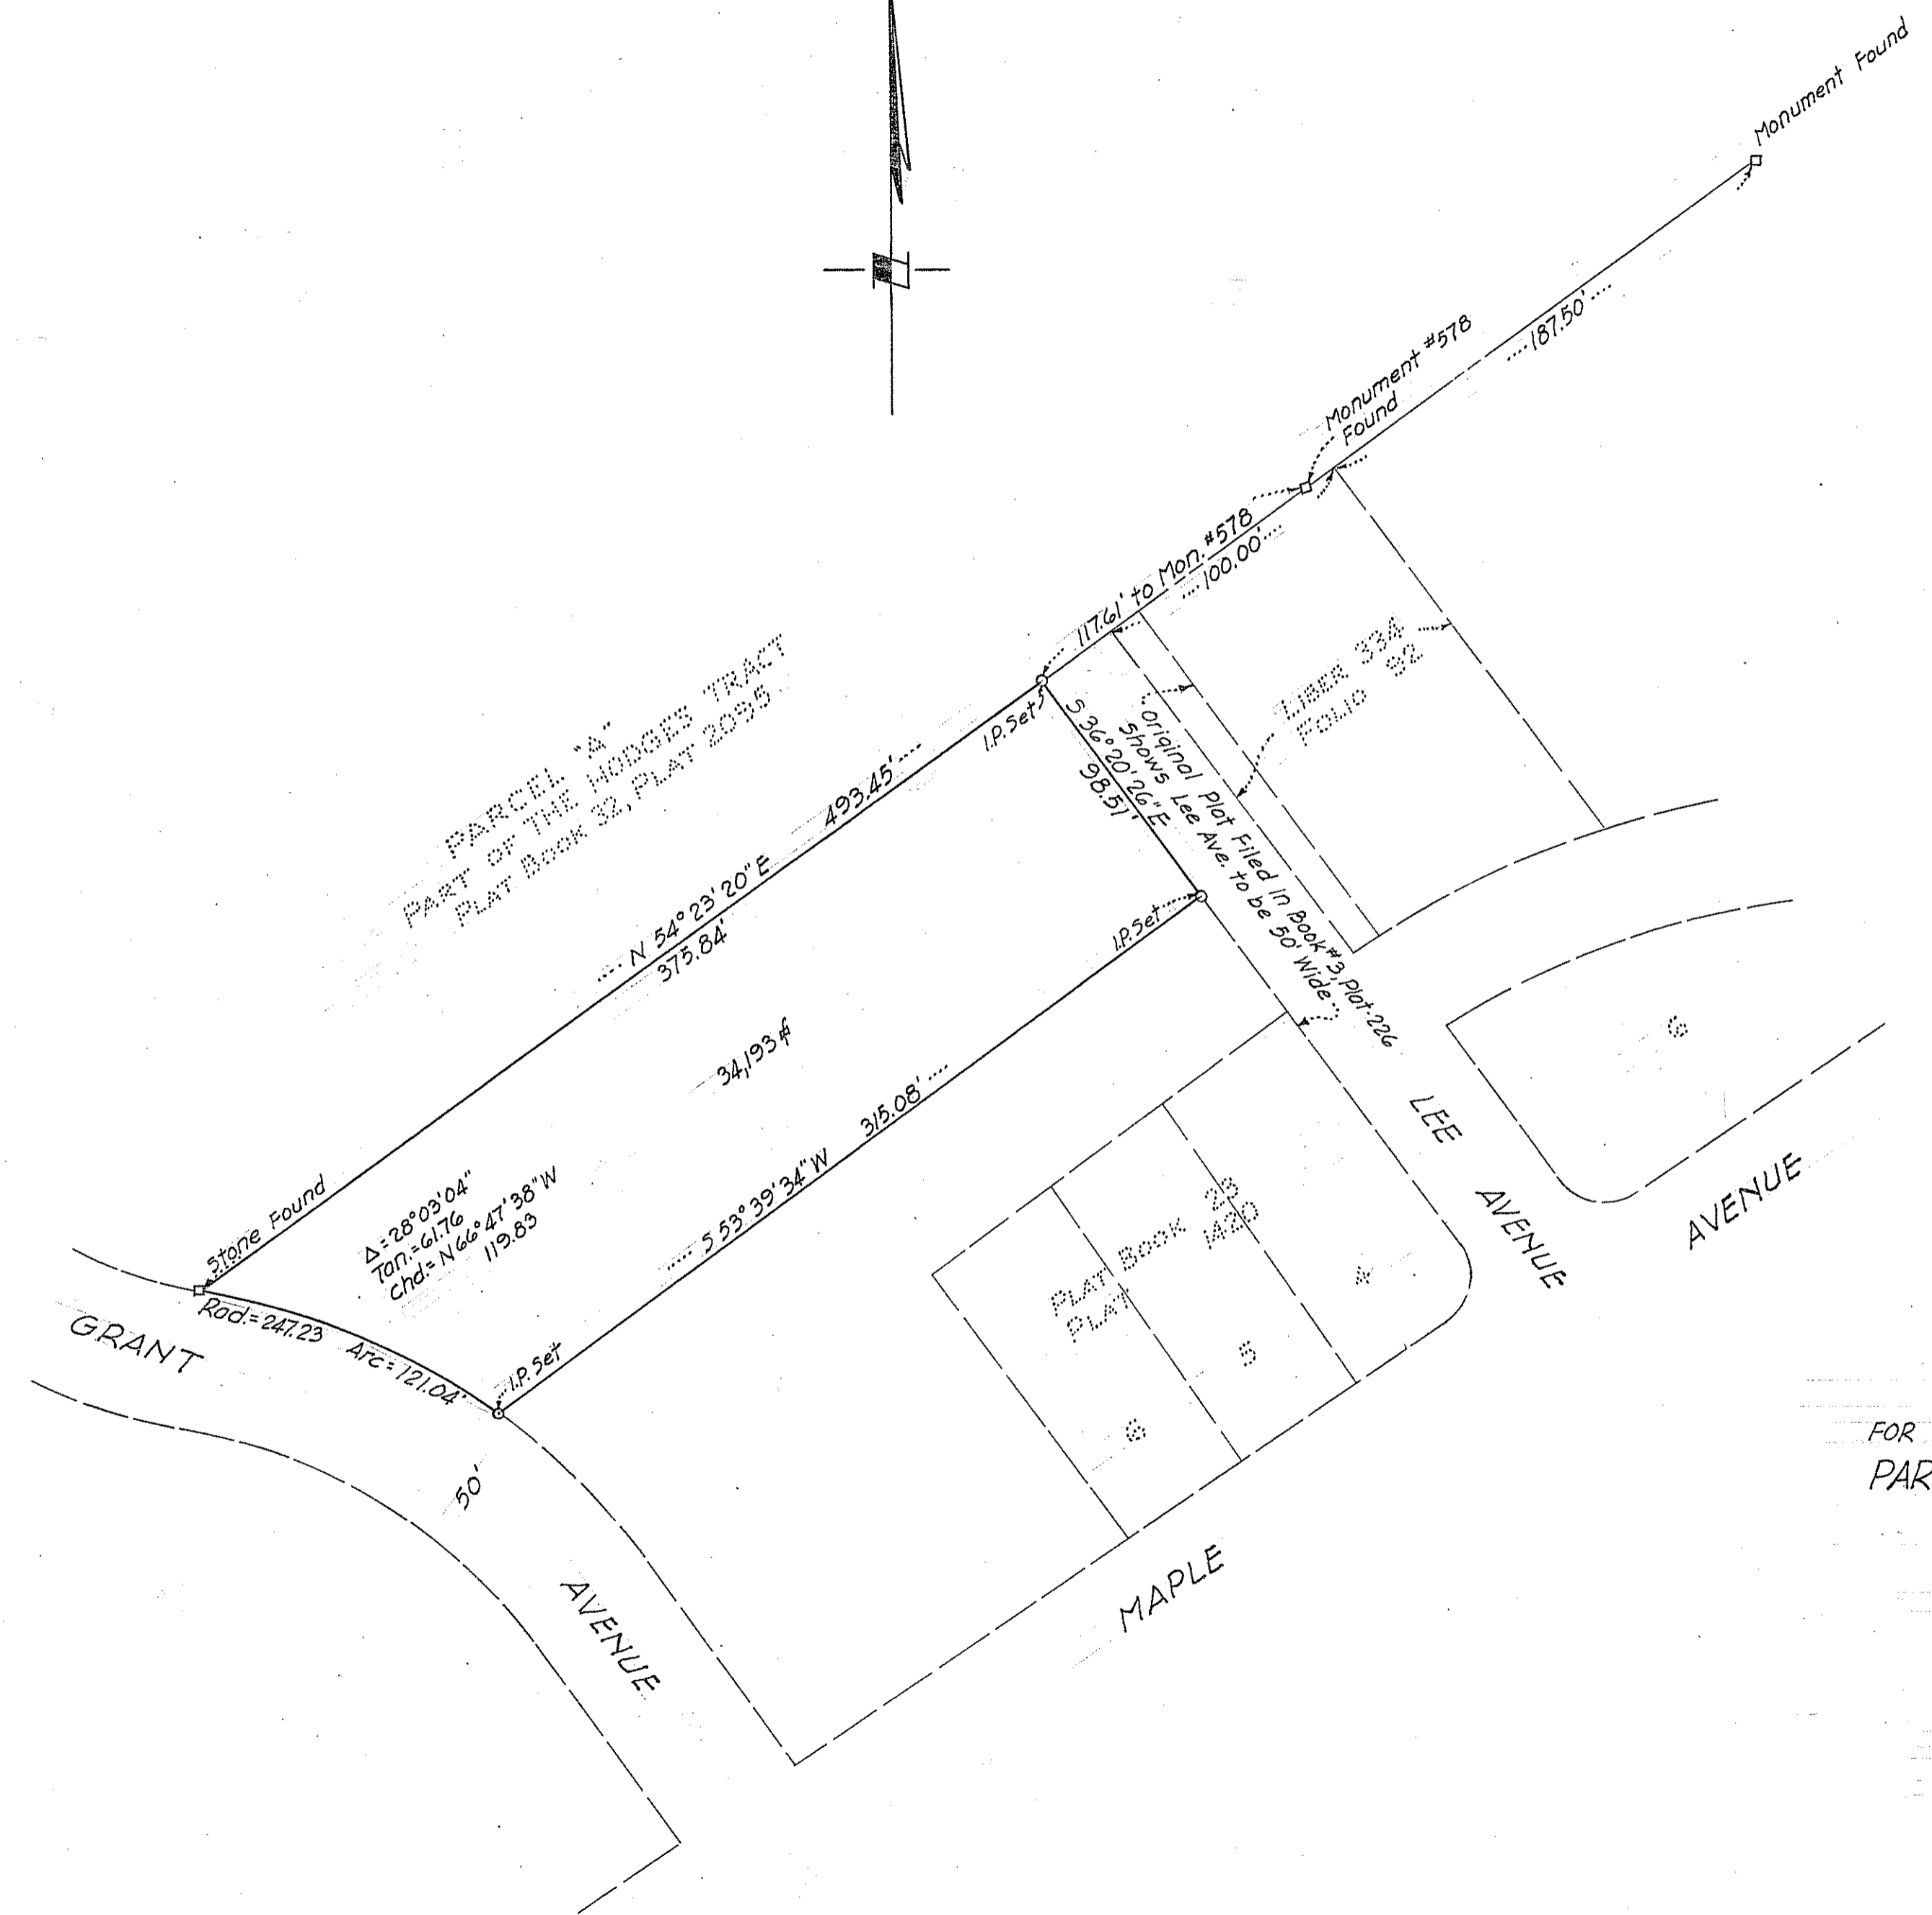 Monument Found
187.50'
Monument #578
Found
117.61' to Mon. #578
100.00'
LIBER 334
FOLIO 92
PARCEL "A"
PART OF THE HODGES TRACT
PLAT BOOK 32, PLAT 2095
493.45'
I.P. Set
S 36° 20' 26" E
98.51'
Original Plat Filed in Book #3, Plat-226
Shows Lee Ave. to be 50' Wide
N 54° 23' 20" E
375.84'
I.P. Set
34,193
315.08'
S 53° 39' 34" W
Stone Found
Δ = 28° 03' 04"
Tan. = 61.76
Chd. = N 66° 47' 38" W
119.83
GRANT
Rad. = 247.23 Arc = 121.04'
I.P. Set
50'
AVENUE
PLAT BOOK 23
PLAT 1420
4
5
6
6
LEE
AVENUE
AVENUE
MAPLE
FOR
PAR